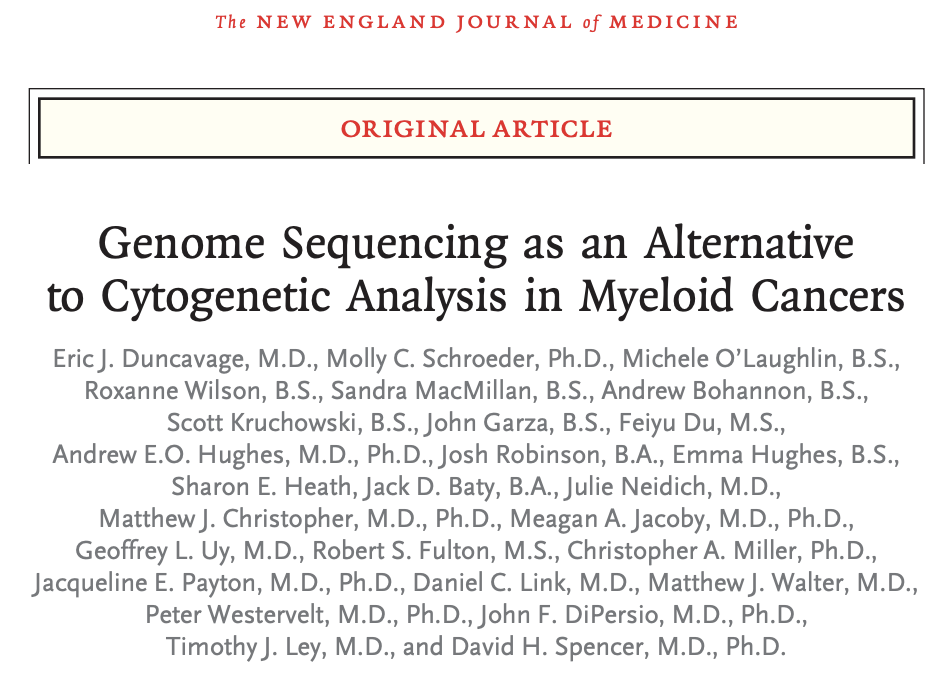 The NEW ENGLAND JOURNAL of MEDICINE
ORIGINAL ARTICLE
Genome Sequencing as an Alternative
to Cytogenetic Analysis in Myeloid Cancers
Eric J. Duncavage, M.D., Molly C. Schroeder, Ph.D., Michele O’Laughlin, B.S.,
Roxanne Wilson, B.S., Sandra MacMillan, B.S., Andrew Bohannon, B.S.,
Scott Kruchowski, B.S., John Garza, B.S., Feiyu Du, M.S.,
Andrew E.O. Hughes, M.D., Ph.D., Josh Robinson, B.A., Emma Hughes, B.S.,
Sharon E. Heath, Jack D. Baty, B.A., Julie Neidich, M.D.,
Matthew J. Christopher, M.D., Ph.D., Meagan A. Jacoby, M.D., Ph.D.,
Geoffrey L. Uy, M.D., Robert S. Fulton, M.S., Christopher A. Miller, Ph.D.,
Jacqueline E. Payton, M.D., Ph.D., Daniel C. Link, M.D., Matthew J. Walter, M.D.,
Peter Westervelt, M.D., Ph.D., John F. DiPersio, M.D., Ph.D.,
Timothy J. Ley, M.D., and David H. Spencer, M.D., Ph.D.